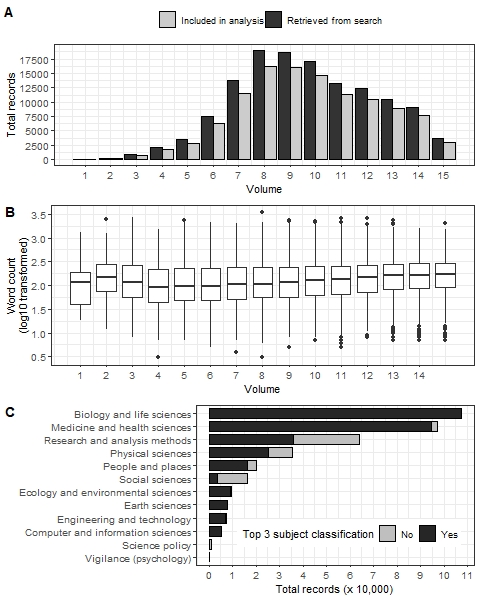 A
Included in analysis Retrieved from search
Total records
17500
15000
12500
10000
7500
5000
2500
0
1 2 3 4 5 6 7 8 9 10 11 12 13 14 15
Volume
B
Word count
(log10 transformed)
3.5
3.0
2.5
2.0
1.5
1.0
0.5
1 2 3 4 5 6 7 8 9 10 11 12 13 14
Volume
C
Biology and life sciences
Medicine and health sciences
Research and analysis methods
Physical sciences
People and places
Social sciences
Ecology and environmental sciences
Earth sciences
Engineering and technology
Computer and information sciences
Science policy
Vigilance (psychology)
Top 3 subject classification No Yes
0 1 2 3 4 5 6 7 8 9 10 11
Total records (x 10,000)